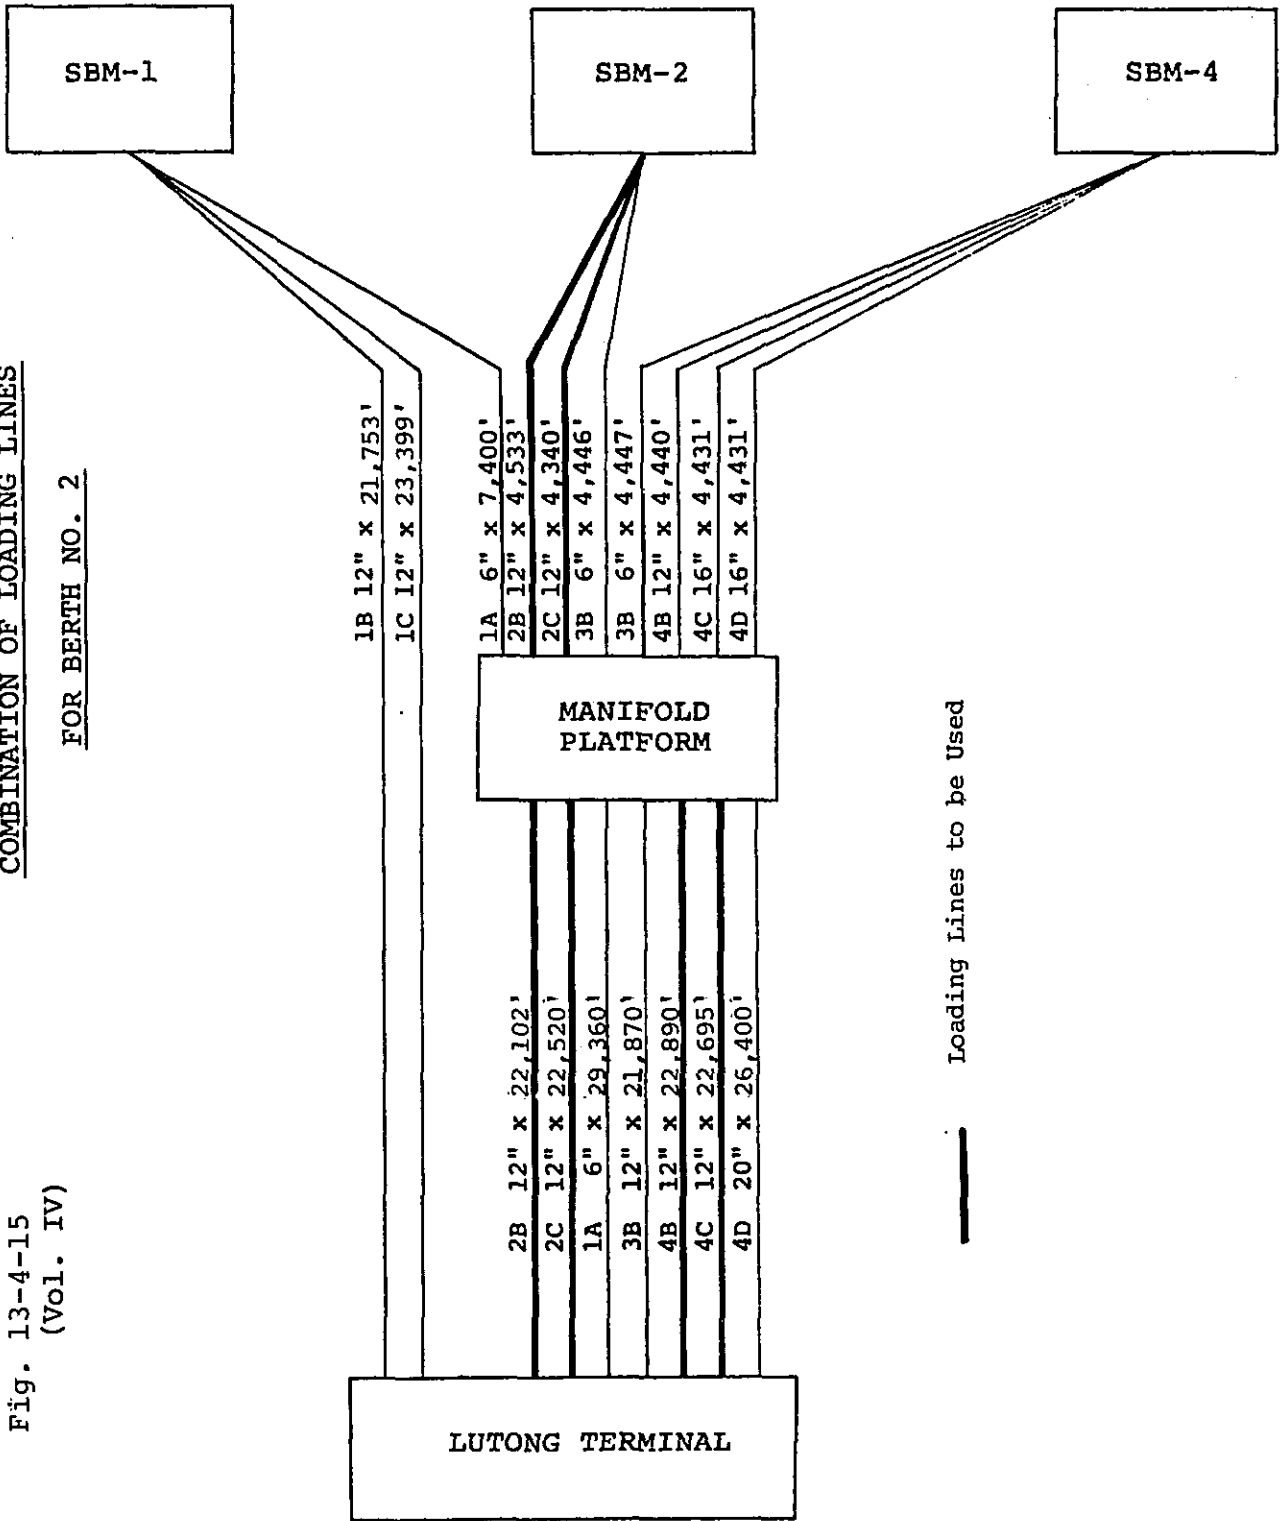 Fig. 13-4-15
(Vol. IV)
COMBINATION OF LOADING LINES
FOR BERTH NO. 2
SBM-1
SBM-2
SBM-4
1B 12" x 21,753'
1C 12" x 23,399'
1A 6" x 7,400'
2B 12" x 4,533'
2C 12" x 4,340'
3B 6" x 4,446'
3B 6" x 4,447'
4B 12" x 4,440'
4C 16" x 4,431'
4D 16" x 4,431'
MANIFOLD
PLATFORM
2B 12" x 22,102'
2C 12" x 22,520'
1A 6" x 29,360'
3B 12" x 21,870'
4B 12" x 22,890'
4C 12" x 22,695'
4D 20" x 26,400'
LUTONG TERMINAL
Loading Lines to be Used